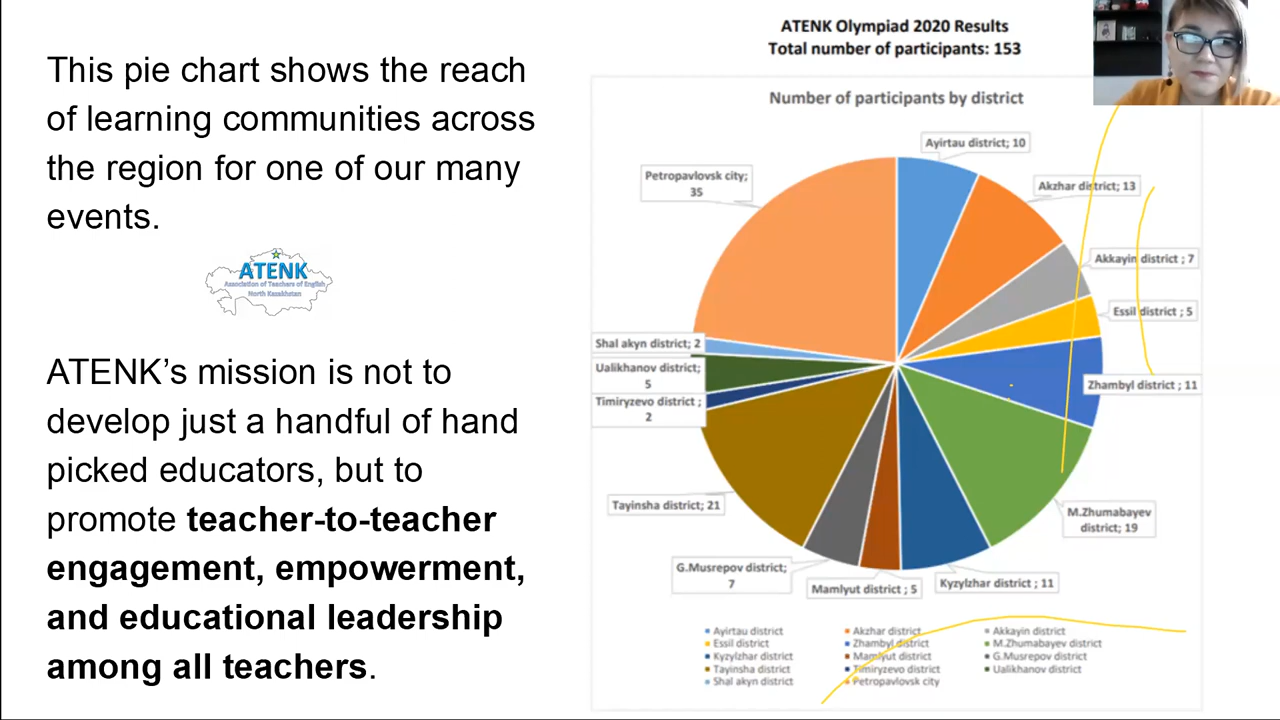 This pie chart shows the reach
of learning communities across
the region for one of our many
events.
ATENK
Association of Teachers of English
North Kazakhstan
ATENK’s mission is not to
develop just a handful of hand
picked educators, but to
promote teacher-to-teacher
engagement, empowerment,
and educational leadership
among all teachers.
ATENK Olympiad 2020 Results
Total number of participants: 153
Number of participants by district
Ayirtau district; 10
Akzhar district; 13
Akkayin district ; 7
Essil district ; 5
Zhambyl district ; 11
M.Zhumabayev
district; 19
Kyzylzhar district ; 11
Mamlyut district ; 5
G.Musrepov district;
7
Tayinsha district; 21
Timiryzevo district ;
2
Ualikhanov district;
5
Shal akyn district; 2
Petropavlovsk city;
35
Ayirtau district Akzhar district Akkayin district
Essil district Zhambyl district M.Zhumabayev district
Kyzylzhar district Mamlyut district G.Musrepov district
Tayinsha district Timiryzevo district Ualikhanov district
Shal akyn district Petropavlovsk city